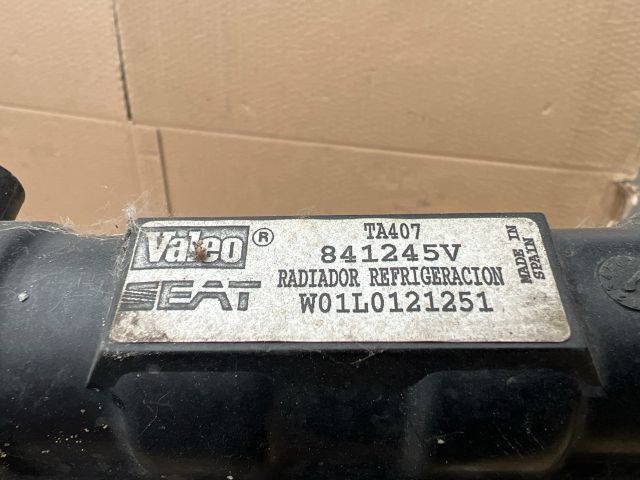 Valeo ®
SEAT
TA407
841245V
RADIADOR REFRIGERACION
W01L0121251
MADE IN
SPAIN